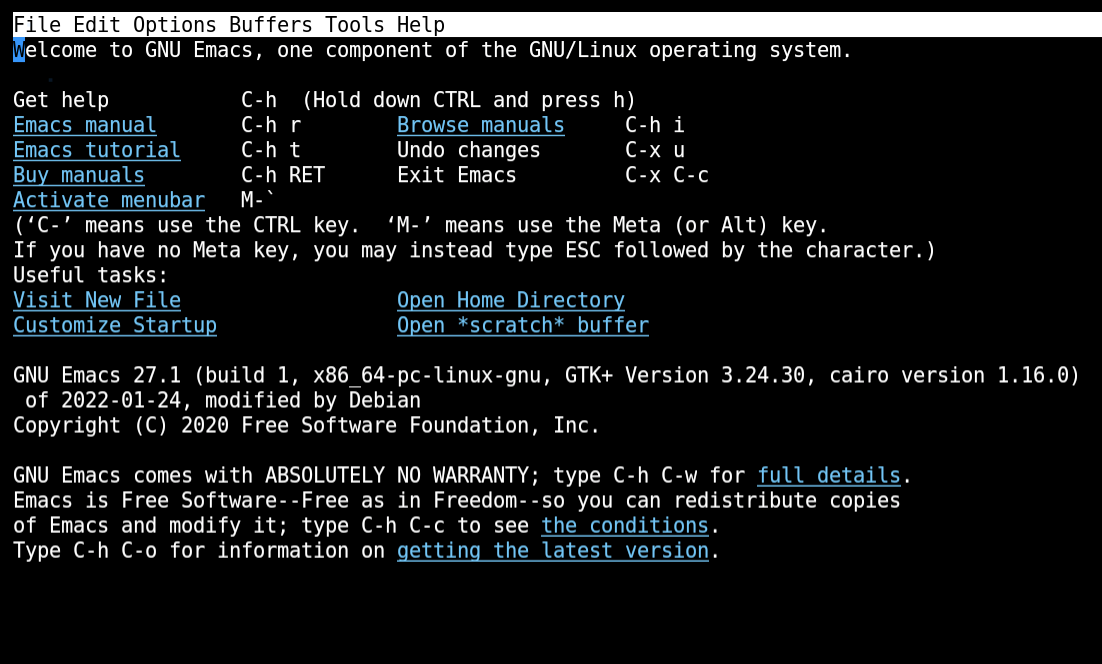 File Edit Options Buffers Tools Help
Welcome to GNU Emacs, one component of the GNU/Linux operating system.
Get help           C-h  (Hold down CTRL and press h)
Emacs manual       C-h r        Browse manuals     C-h i
Emacs tutorial     C-h t        Undo changes       C-x u
Buy manuals        C-h RET      Exit Emacs         C-x C-c
Activate menubar   M-`
(‘C-’ means use the CTRL key.  ‘M-’ means use the Meta (or Alt) key.
If you have no Meta key, you may instead type ESC followed by the character.)
Useful tasks:
Visit New File                  Open Home Directory
Customize Startup               Open *scratch* buffer
GNU Emacs 27.1 (build 1, x86_64-pc-linux-gnu, GTK+ Version 3.24.30, cairo version 1.16.0)
 of 2022-01-24, modified by Debian
Copyright (C) 2020 Free Software Foundation, Inc.
GNU Emacs comes with ABSOLUTELY NO WARRANTY; type C-h C-w for full details.
Emacs is Free Software--Free as in Freedom--so you can redistribute copies
of Emacs and modify it; type C-h C-c to see the conditions.
Type C-h C-o for information on getting the latest version.